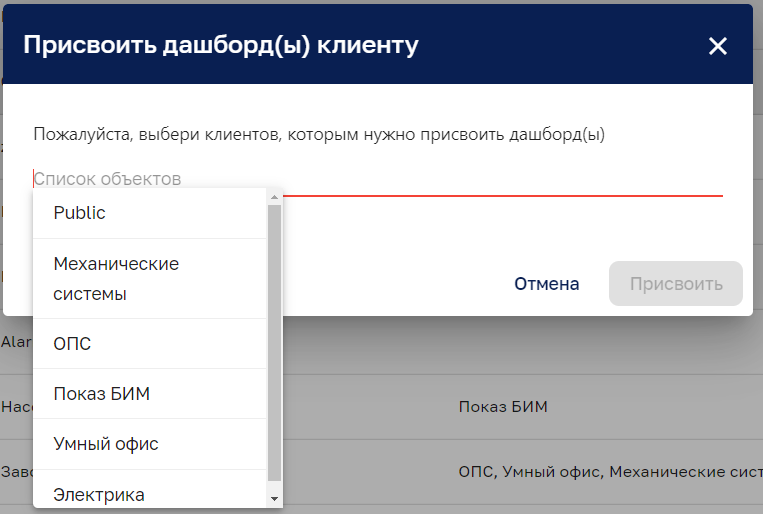 Присвоить дашборд(ы) клиенту
Пожалуйста, выбери клиентов, которым нужно присвоить дашборд(ы)
Список объектов
Public
Механические
системы
Отмена
Присвоить
ОПС
Alar
Показ БИМ
Насо
Показ БИМ
Умный офис
Заво
ОПС, Умный офис, Механические сист
Электрика